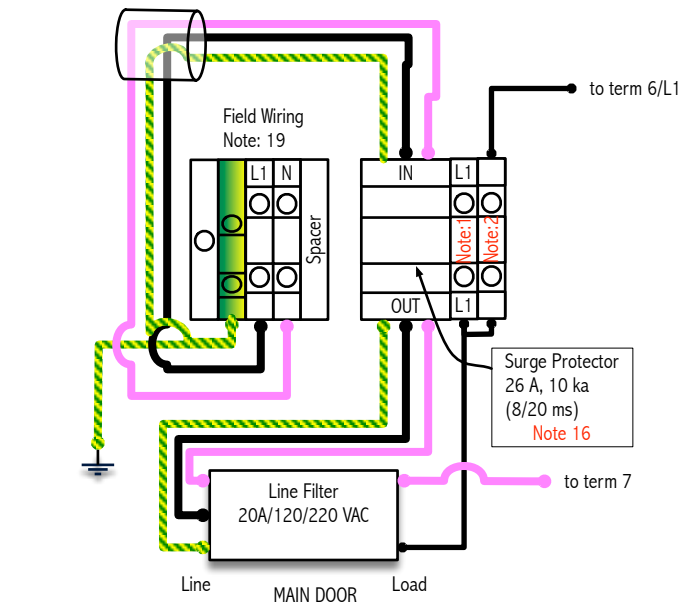 to term 6/L1
Field Wiring
Note: 19
L1 N
Spacer
IN
L1
Note:1
Note:2
OUT
L1
Surge Protector
26 A, 10 ka
(8/20 ms)
Note 16
Line Filter
20A/120/220 VAC
to term 7
Line
MAIN DOOR
Load